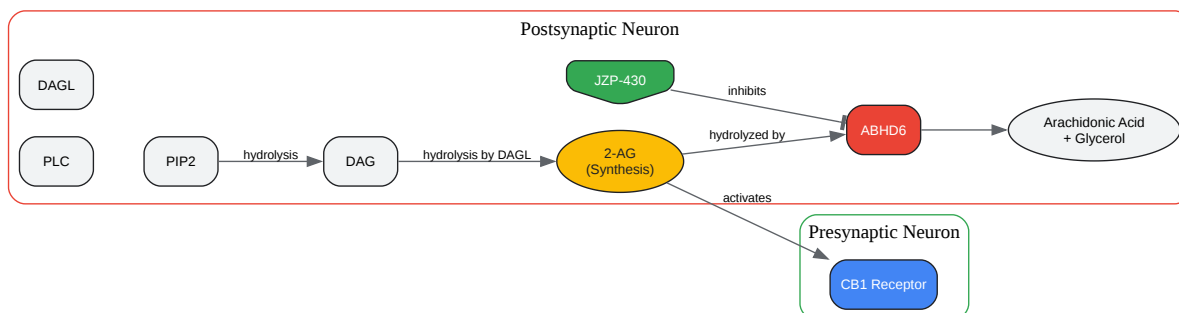 Postsynaptic Neuron
DAGL
JZP-430
inhibits
ABHD6
Arachidonic Acid
+ Glycerol
hydrolyzed by
PLC
PIP2
hydrolysis
DAG
hydrolysis by DAGL
2-AG
(Synthesis)
activates
Presynaptic Neuron
CB1 Receptor